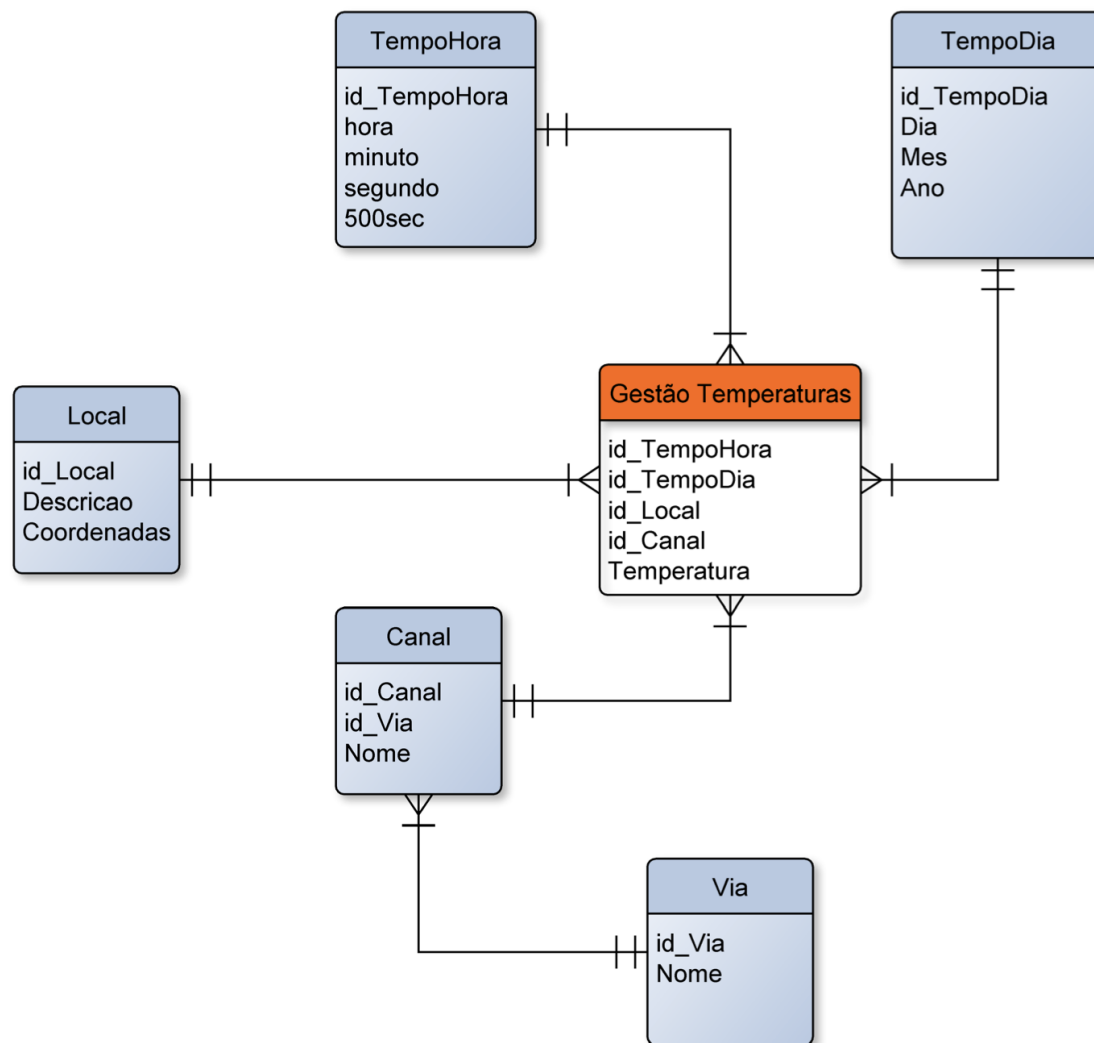 TempoHora
id_TempoHora
hora
minuto
segundo
500sec
TempoDia
id_TempoDia
Dia
Mes
Ano
Local
id_Local
Descricao
Coordenadas
Gestão Temperaturas
id_TempoHora
id_TempoDia
id_Local
id_Canal
Temperatura
Canal
id_Canal
id_Via
Nome
Via
id_Via
Nome